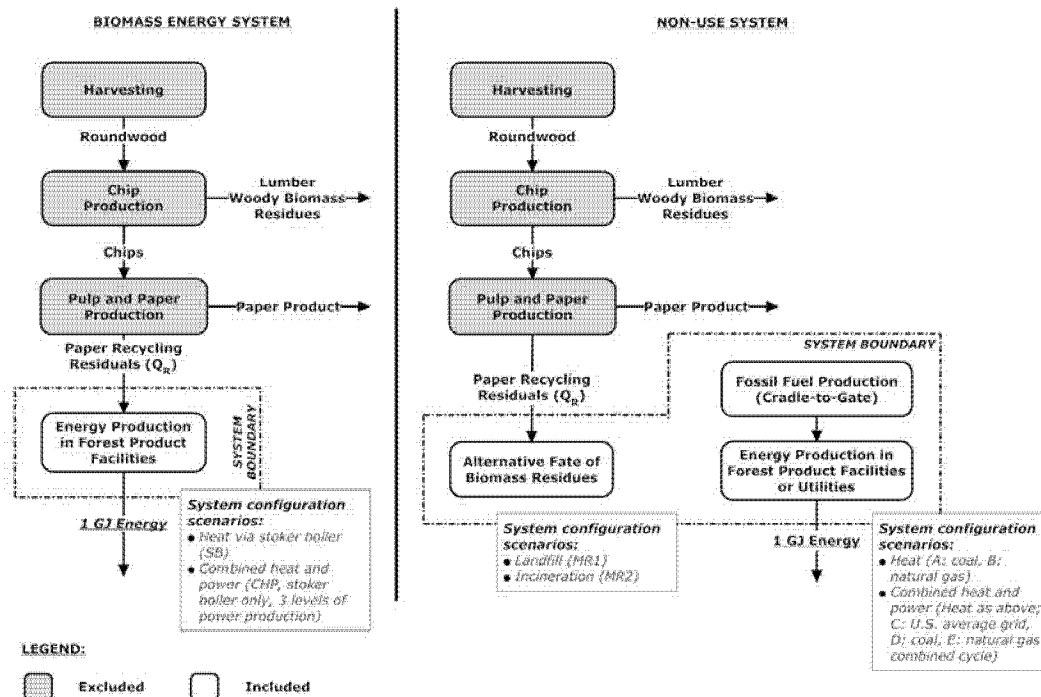 BIOMASS ENERGY SYSTEM
Harvesting
Roundwood
Chip
Production
Lumber
Woody Biomass
Residues
Chips
Pulp and Paper
Production
Paper Product
Paper Recycling
Residuals (Q_R)
Energy Production
in Forest Product
Facilities
SYSTEM
BOUNDARY
1 GJ Energy
System configuration
scenarios:
● Heat via stoker boiler
(SB)
● Combined heat and
power (CHP, stoker
boiler only, 3 levels of
power production)
NON-USE SYSTEM
Harvesting
Roundwood
Chip
Production
Lumber
Woody Biomass
Residues
Chips
Pulp and Paper
Production
Paper Product
SYSTEM BOUNDARY
Paper Recycling
Residuals (Q_R)
Fossil Fuel Production
(Cradle-to-Gate)
Alternative Fate of
Biomass Residues
Energy Production in
Forest Product Facilities
or Utilities
System configuration
scenarios:
● Landfill (MR1)
● Incineration (MR2)
1 GJ Energy
System configuration
scenarios:
● Heat (A: coal, B:
natural gas)
● Combined heat and
power (Heat as above;
C: U.S. average grid,
D: coal, E: natural gas
combined cycle)
LEGEND:
Excluded
Included